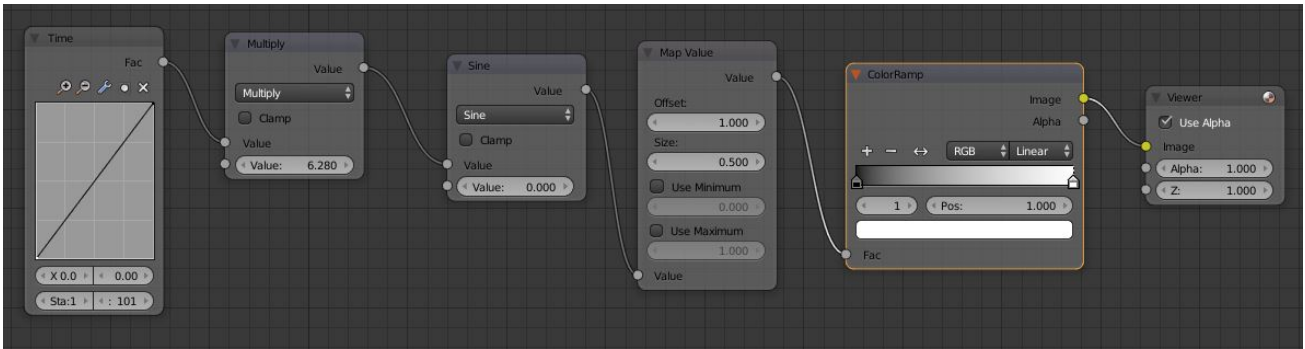 Time
Fac
X 0.0 0.00
Sta:1 : 101
Multiply
Value
Multiply
Clamp
Value
Value: 6.280
Sine
Value
Sine
Clamp
Value
Value: 0.000
Map Value
Value
Offset:
1.000
Size:
0.500
Use Minimum
0.000
Use Maximum
1.000
Value
ColorRamp
Image
Alpha
RGB Linear
1 Pos: 1.000
Fac
Viewer
Use Alpha
Image
Alpha: 1.000
Z: 1.000